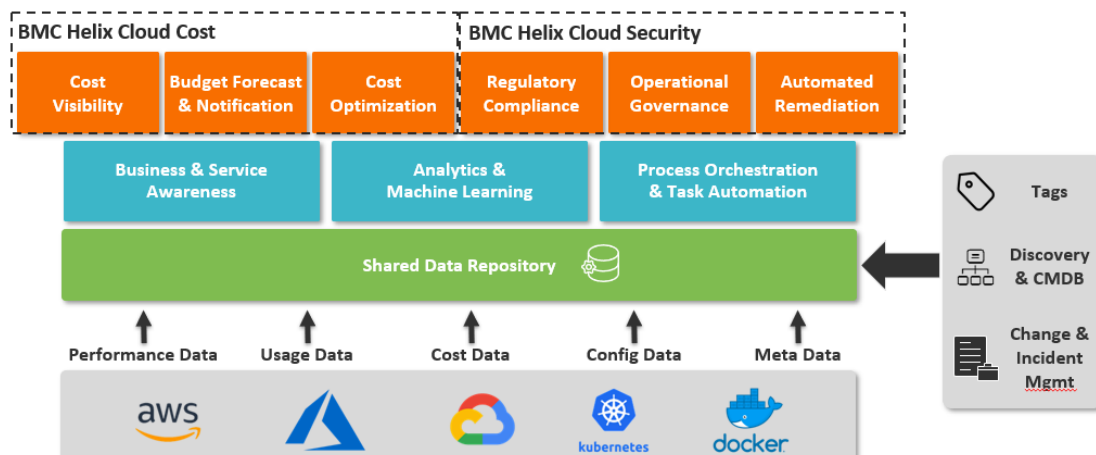 BMC Helix Cloud Cost
BMC Helix Cloud Security
Cost
Visibility
Budget Forecast
& Notification
Cost
Optimization
Regulatory
Compliance
Operational
Governance
Automated
Remediation
Business & Service
Awareness
Analytics &
Machine Learning
Process Orchestration
& Task Automation
Shared Data Repository
Tags
Discovery
& CMDB
Change &
Incident
Mgmt
Performance Data
Usage Data
Cost Data
Config Data
Meta Data
aws
kubernetes
docker